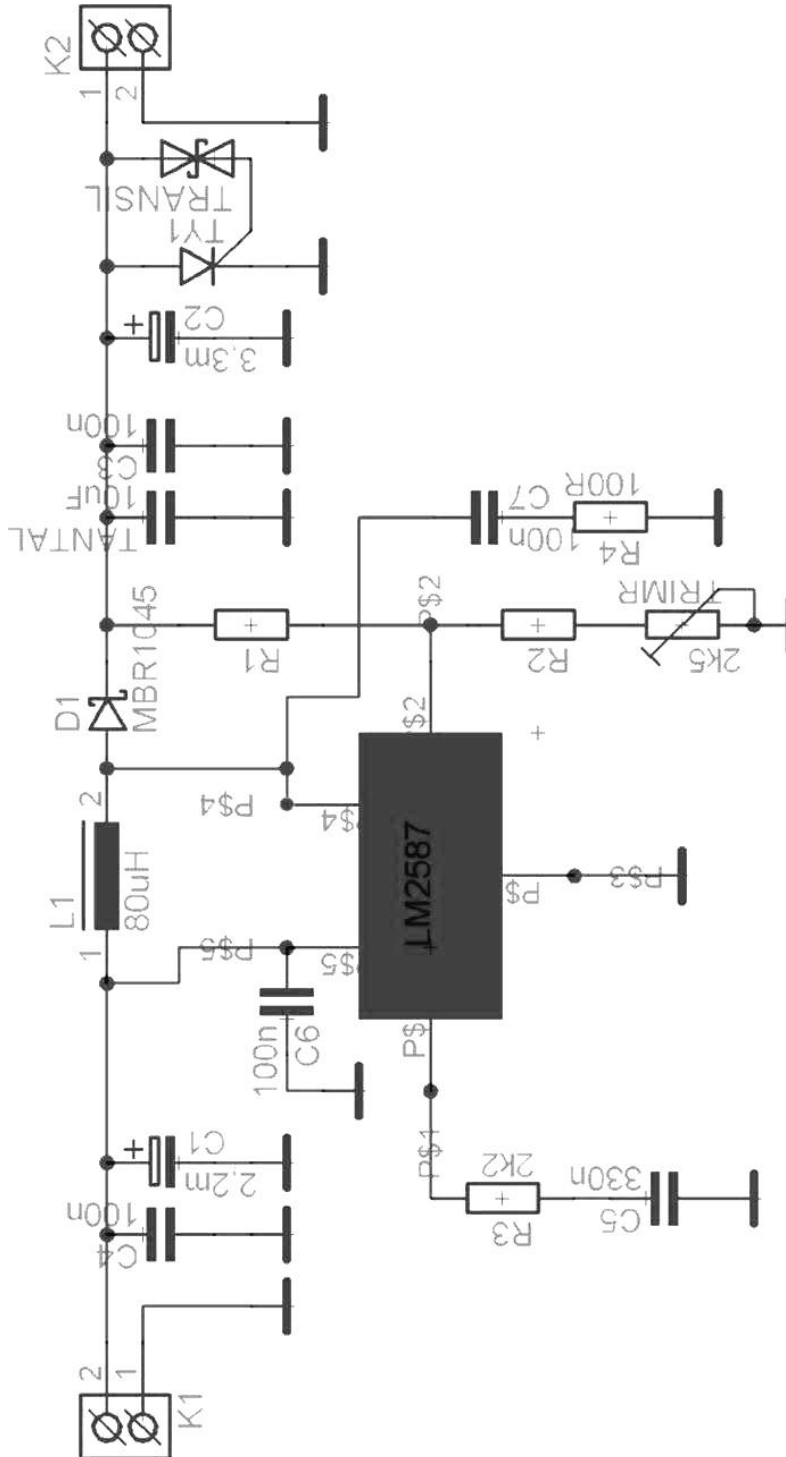 K2
1
2
TRANSIL
TY1
+
C2
3,3m
100n
C3
10uF
TANTAL
C7
100n
100R
R4
P$2
TRIMR
2k5
R1
R2
D1
MBR1045
P$2
2
P$4
P$4
L1
80uH
LM2587
P$
P$3
1
P$5
P$5
100n
C6
P$
P$1
+
C1
2,2m
2k2
R3
330n
C5
100n
C4
2
1
K1